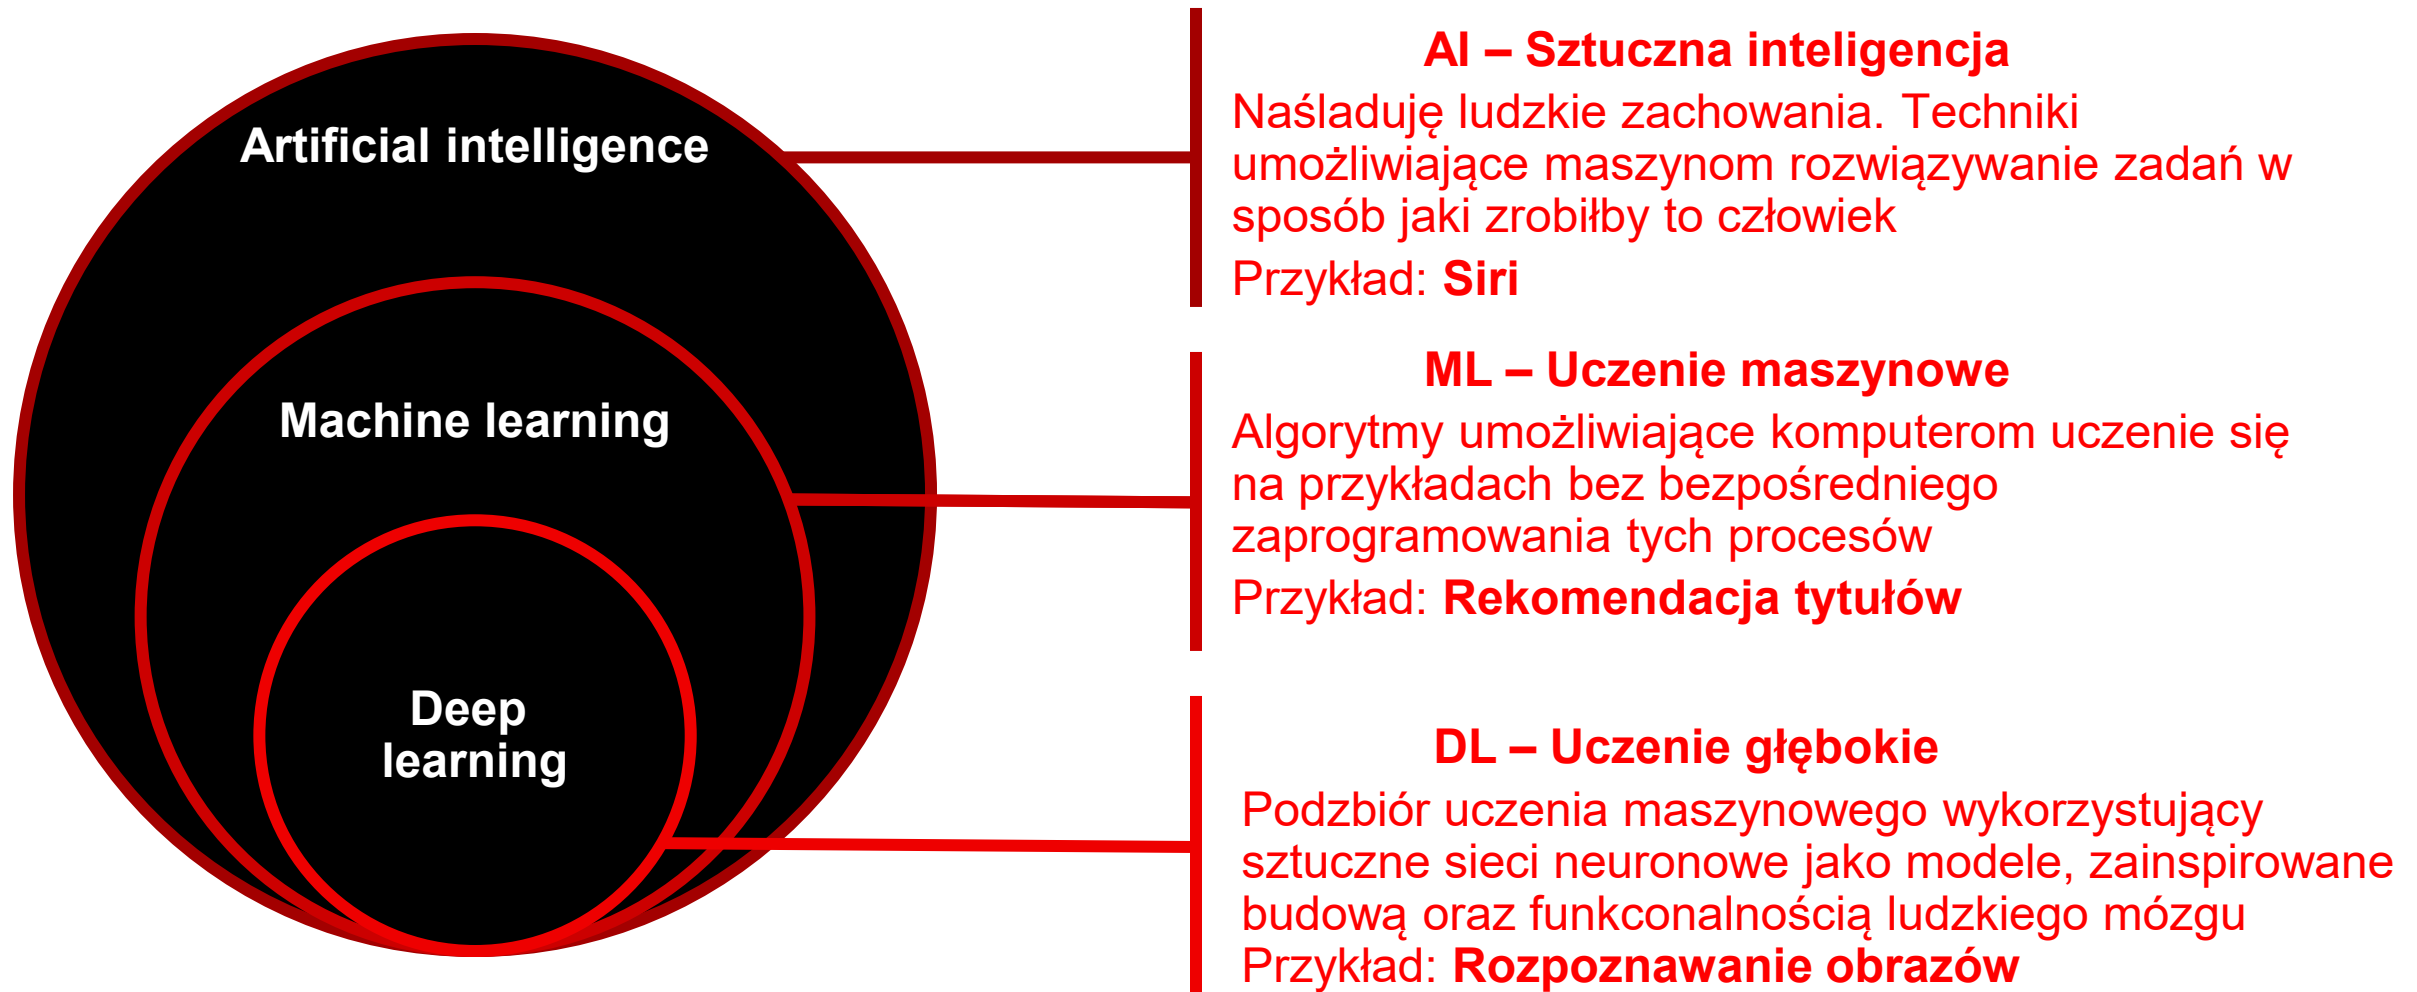 Artificial intelligence
Machine learning
Deep
learning
AI – Sztuczna inteligencja
Naśladuję ludzkie zachowania. Techniki
umożliwiające maszynom rozwiązywanie zadań w
sposób jaki zrobiłby to człowiek
Przykład: Siri
ML – Uczenie maszynowe
Algorytmy umożliwiające komputerom uczenie się
na przykładach bez bezpośredniego
zaprogramowania tych procesów
Przykład: Rekomendacja tytułów
DL – Uczenie głębokie
Podzbiór uczenia maszynowego wykorzystujący
sztuczne sieci neuronowe jako modele, zainspirowane
budową oraz funkconalnością ludzkiego mózgu
Przykład: Rozpoznawanie obrazów